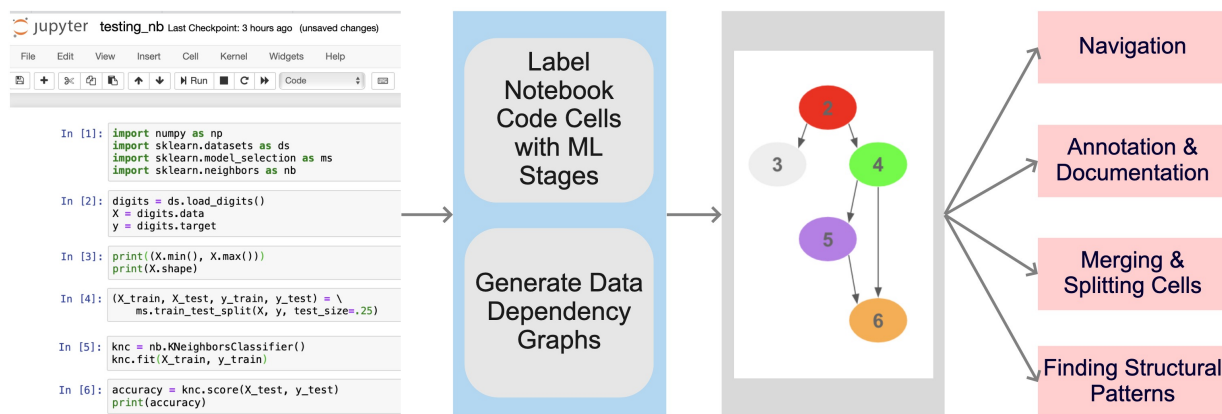 jupyter testing_nb Last Checkpoint: 3 hours ago (unsaved changes)
File Edit View Insert Cell Kernel Widgets Help
Run Code
In [1]: import numpy as np
import sklearn.datasets as ds
import sklearn.model_selection as ms
import sklearn.neighbors as nb
In [2]: digits = ds.load_digits()
X = digits.data
y = digits.target
In [3]: print((X.min(), X.max()))
print(X.shape)
In [4]: (X_train, X_test, y_train, y_test) = \
ms.train_test_split(X, y, test_size=.25)
In [5]: knc = nb.KNeighborsClassifier()
knc.fit(X_train, y_train)
In [6]: accuracy = knc.score(X_test, y_test)
print(accuracy)
Label
Notebook
Code Cells
with ML
Stages
Generate Data
Dependency
Graphs
2
3
4
5
6
Navigation
Annotation &
Documentation
Merging &
Splitting Cells
Finding Structural
Patterns